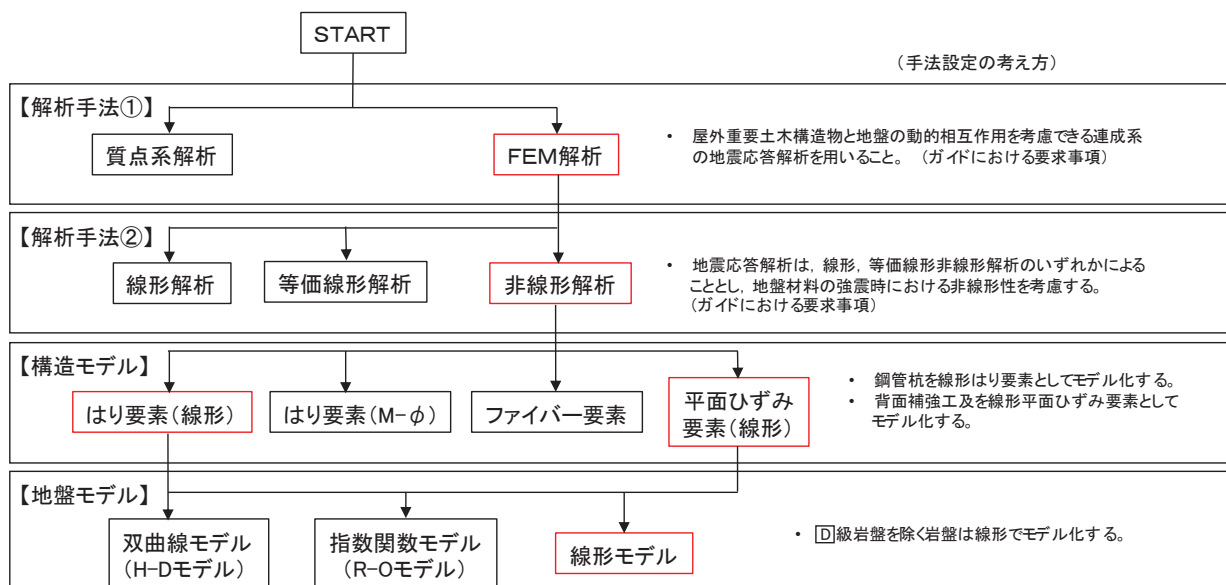 START
(手法設定の考え方)
【解析手法①】
質点系解析
FEM解析
・ 屋外重要土木構造物と地盤の動的相互作用を考慮できる連成系
の地震応答解析を用いること。 (ガイドにおける要求事項)
【解析手法②】
線形解析
等価線形解析
非線形解析
・ 地震応答解析は，線形，等価線形非線形解析のいずれかによる
こととし，地盤材料の強震時における非線形性を考慮する。
(ガイドにおける要求事項)
【構造モデル】
はり要素(線形)
はり要素(M-φ)
ファイバー要素
平面ひずみ
要素(線形)
・ 鋼管杭を線形はり要素としてモデル化する。
・ 背面補強工及を線形平面ひずみ要素として
モデル化する。
【地盤モデル】
双曲線モデル
(H-Dモデル)
指数関数モデル
(R-Oモデル)
線形モデル
・ D級岩盤を除く岩盤は線形でモデル化する。